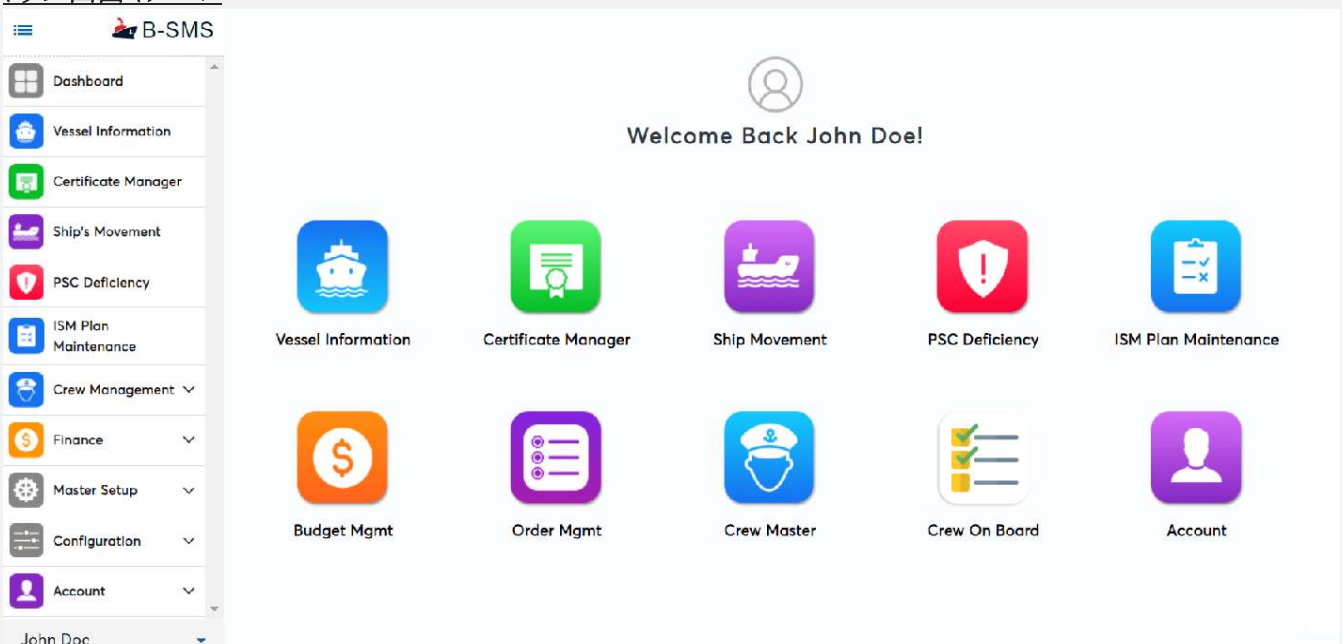 B-SMS
Dashboard
Vessel Information
Certificate Manager
Ship's Movement
PSC Deficiency
ISM Plan
Maintenance
Crew Management
Finance
Master Setup
Configuration
Account
John Doe
Welcome Back John Doe!
Vessel Information
Certificate Manager
Ship Movement
PSC Deficiency
ISM Plan Maintenance
Budget Mgmt
Order Mgmt
Crew Master
Crew On Board
Account